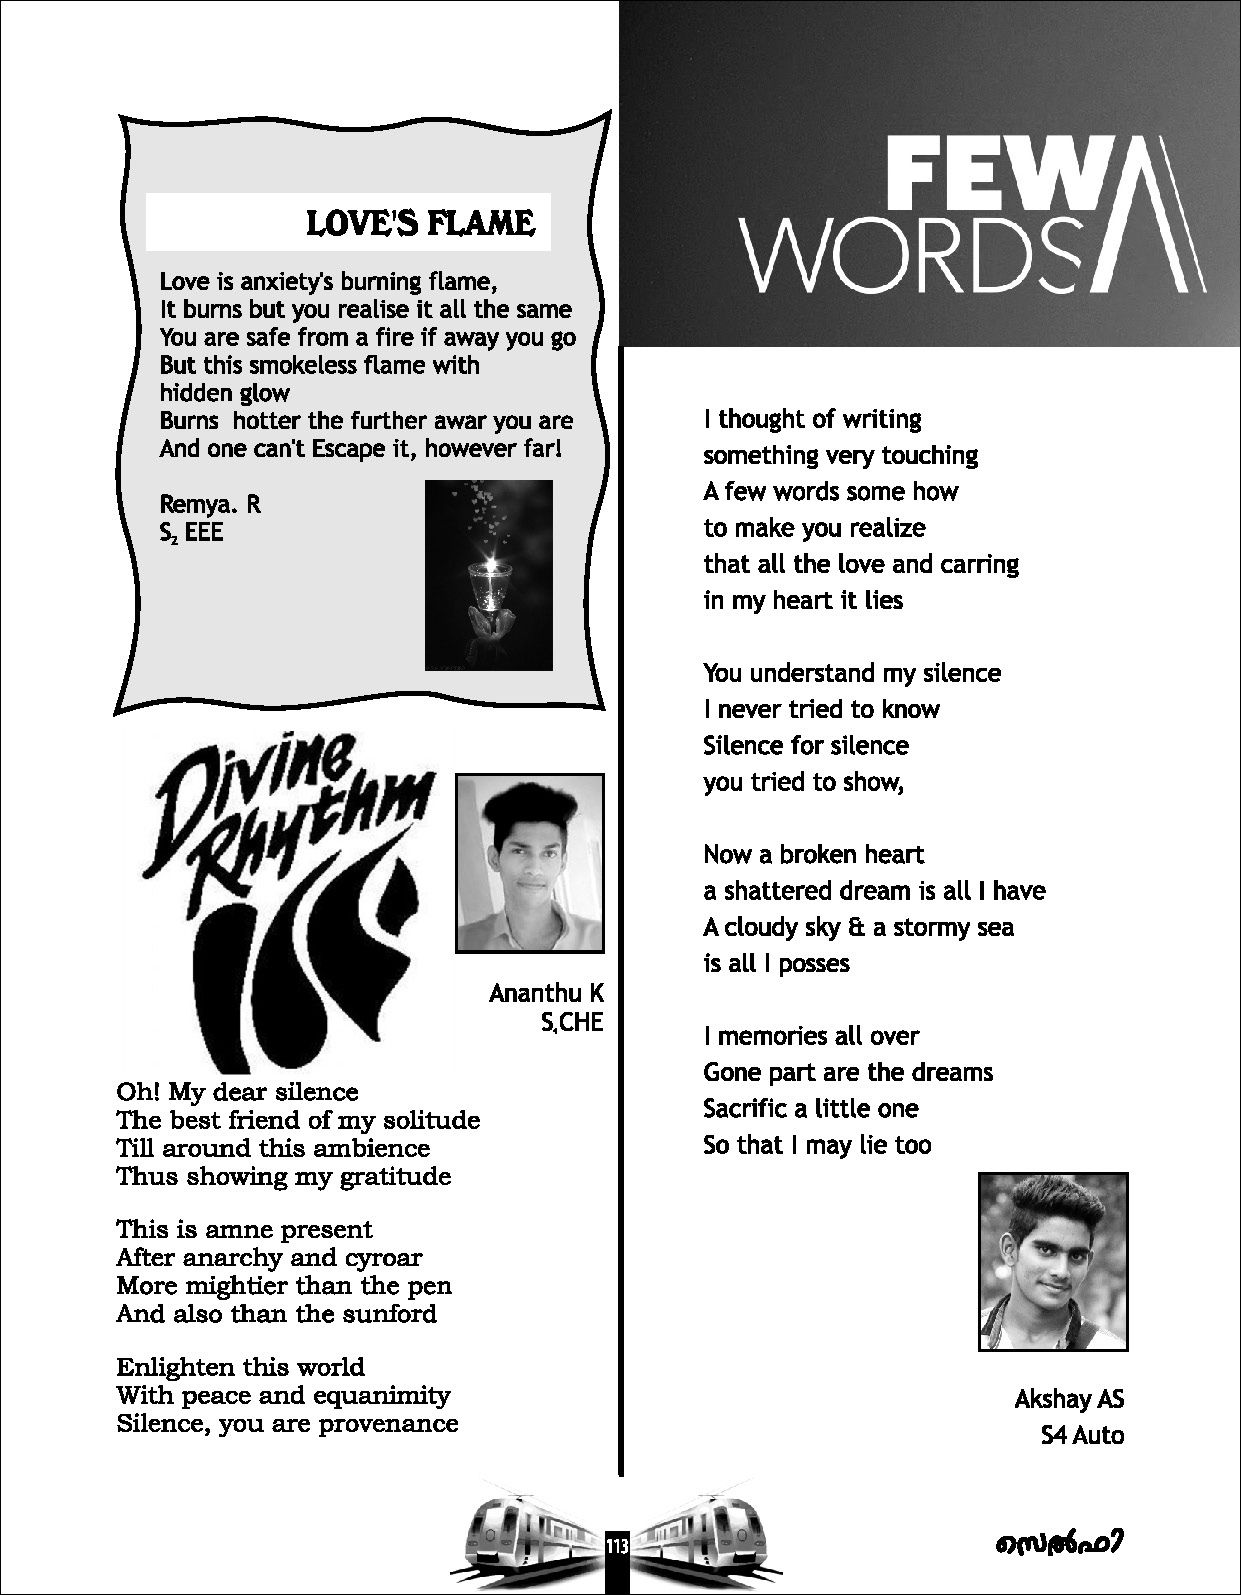 LOVE'S FLAME
Love is anxiety's burning flame,
It burns but you realise it all the same
You are safe from a fire if away you go
But this smokeless flame with
hidden glow
Burns  hotter the further awar you are
And one can't Escape it, however far!
Remya. R
S2 EEE
Divine
Rhythm
Ananthu K
S4CHE
Oh! My dear silence
The best friend of my solitude
Till around this ambience
Thus showing my gratitude
This is amne present
After anarchy and cyroar
More mightier than the pen
And also than the sunford
Enlighten this world
With peace and equanimity
Silence, you are provenance
A FEW
WORDS
I thought of writing
something very touching
A few words some how
to make you realize
that all the love and carring
in my heart it lies
You understand my silence
I never tried to know
Silence for silence
you tried to show,
Now a broken heart
a shattered dream is all I have
A cloudy sky & a stormy sea
is all I posses
I memories all over
Gone part are the dreams
Sacrific a little one
So that I may lie too
Akshay AS
S4 Auto
113
സെൽഫി